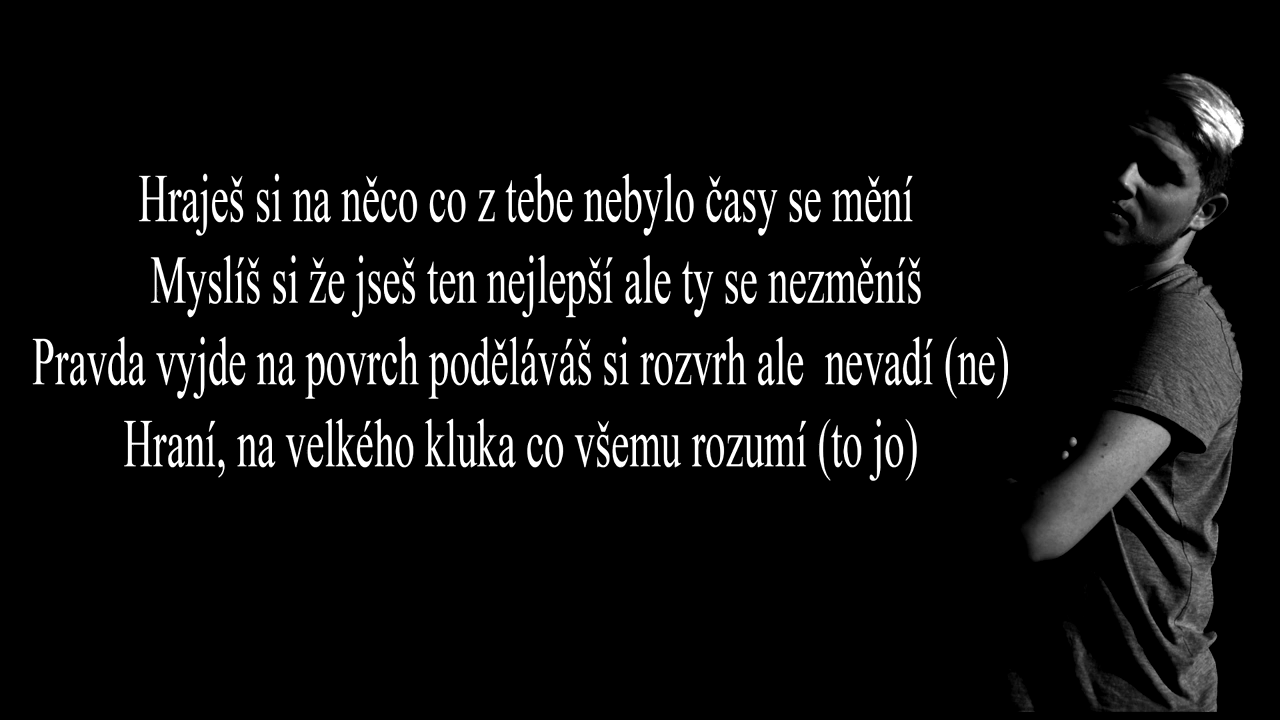 Hraješ si na něco co z tebe nebylo časy se mění
Myslíš si že jseš ten nejlepší ale ty se nezměníš
Pravda vyjde na povrch poděláváš si rozvrh ale  nevadí (ne)
Hraní, na velkého kluka co všemu rozumí (to jo)